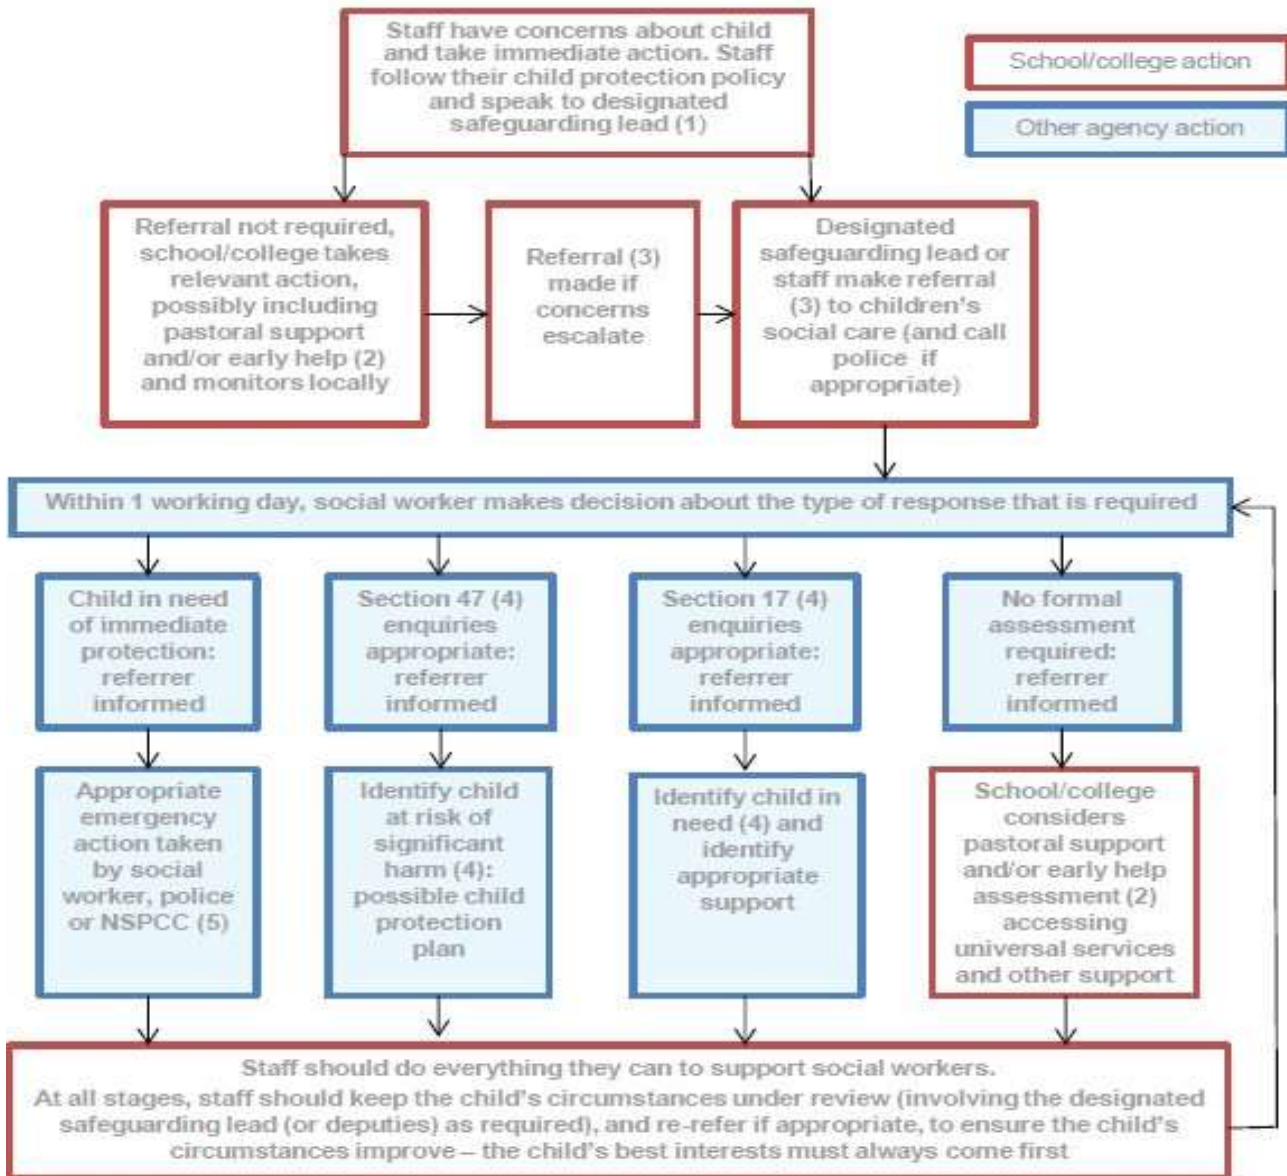 Staff have concerns about child
and take immediate action. Staff
follow their child protection policy
and speak to designated
safeguarding lead (1)
School/college action
Other agency action
Referral not required,
school/college takes
relevant action,
possibly including
pastoral support
and/or early help (2)
and monitors locally
Referral (3)
made if
concerns
escalate
Designated
safeguarding lead or
staff make referral
(3) to children's
social care (and call
police if
appropriate)
Within 1 working day, social worker makes decision about the type of response that is required
Child in need
of immediate
protection:
referrer
informed
Section 47 (4)
enquiries
appropriate:
referrer
informed
Section 17 (4)
enquiries
appropriate:
referrer
informed
No formal
assessment
required:
referrer
informed
Appropriate
emergency
action taken
by social
worker, police
or NSPCC (5)
Identify child
at risk of
significant
harm (4):
possible child
protection
plan
Identify child in
need (4) and
identify
appropriate
support
School/college
considers
pastoral support
and/or early help
assessment (2)
accessing
universal services
and other support
Staff should do everything they can to support social workers.
At all stages, staff should keep the child's circumstances under review (involving the designated
safeguarding lead (or deputies) as required), and re-refer if appropriate, to ensure the child's
circumstances improve – the child's best interests must always come first